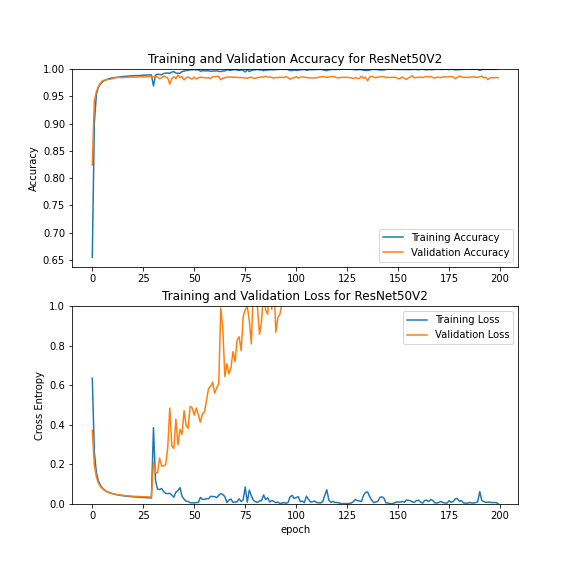 Training and Validation Accuracy for ResNet50V2
1.00
0.95
0.90
0.85
0.80
0.75
0.70
0.65
Accuracy
Training Accuracy
Validation Accuracy
0 25 50 75 100 125 150 175 200
Training and Validation Loss for ResNet50V2
1.0
0.8
0.6
0.4
0.2
0.0
Cross Entropy
Training Loss
Validation Loss
0 25 50 75 100 125 150 175 200
epoch